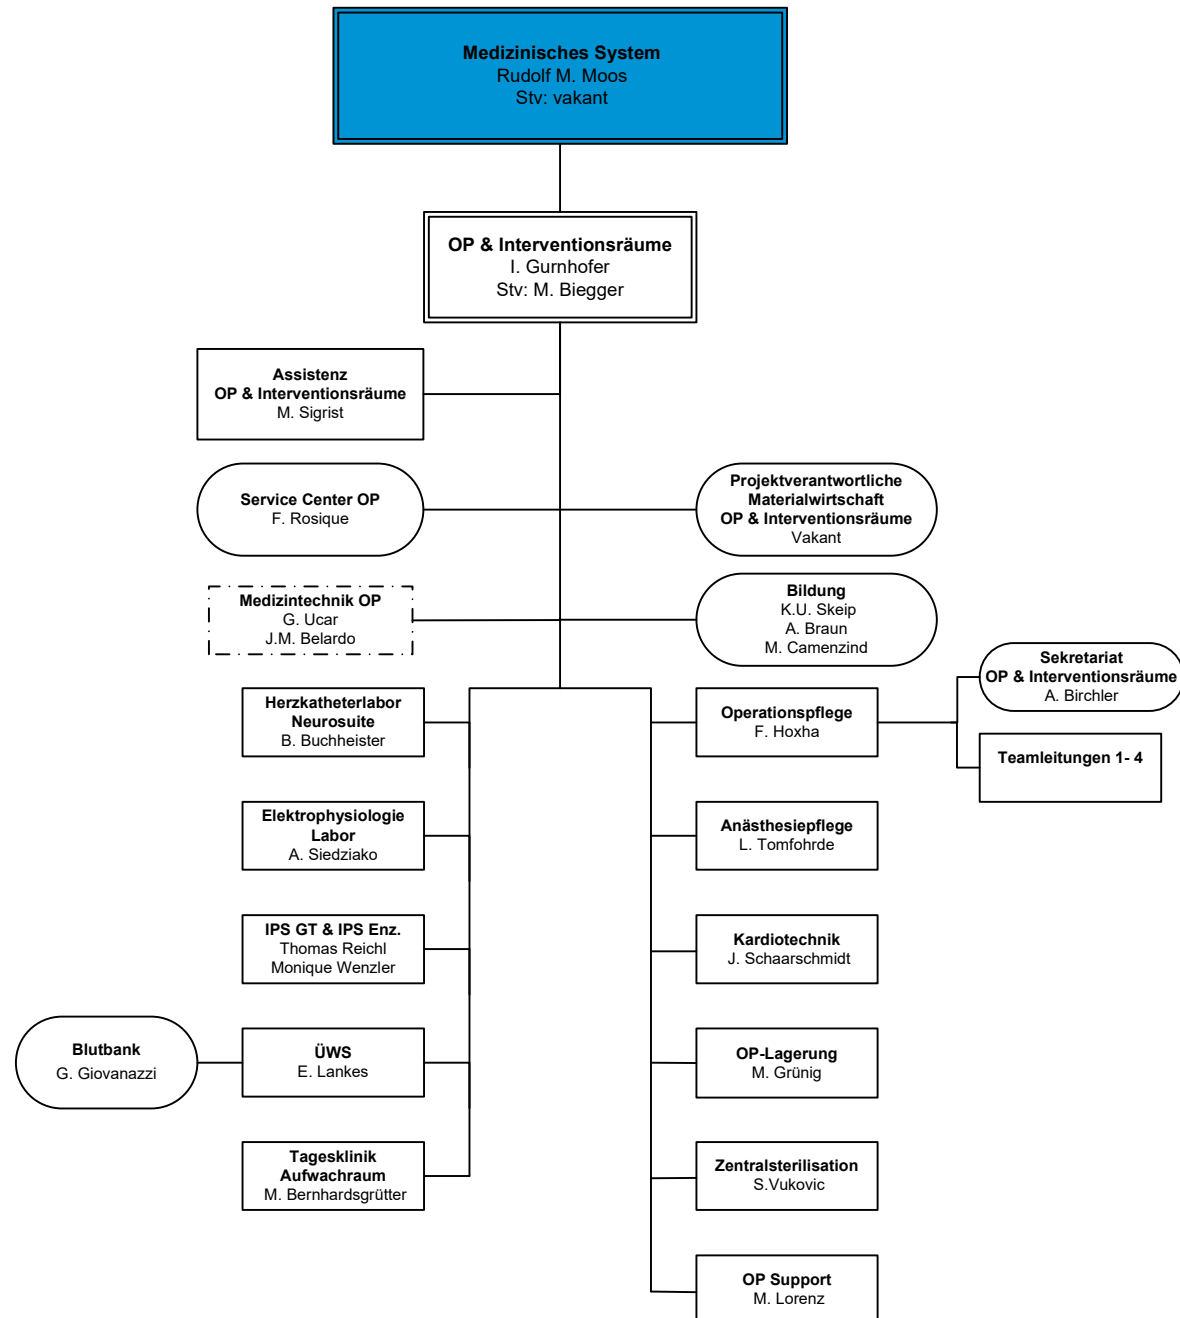 Medizinisches System
Rudolf M. Moos
Stv: vakant
OP & Interventionsräume
I. Gurnhofer
Stv: M. Biegger
Assistenz
OP & Interventionsräume
M. Sigrist
Service Center OP
F. Rosique
Projektverantwortliche
Materialwirtschaft
OP & Interventionsräume
Vakant
Medizintechnik OP
G. Ucar
J.M. Belardo
Bildung
K.U. Skeip
A. Braun
M. Camenzind
Sekretariat
OP & Interventionsräume
A. Birchler
Herzkatheterlabor
Neurosuite
B. Buchheister
Operationspflege
F. Hoxha
Teamleitungen 1- 4
Elektrophysiologie
Labor
A. Siedziako
Anästhesiepflege
L. Tomfohrde
IPS GT & IPS Enz.
Thomas Reichl
Monique Wenzler
Kardiotechnik
J. Schaarschmidt
Blutbank
G. Giovanazzi
ÜWS
E. Lankes
OP-Lagerung
M. Grünig
Tagesklinik
Aufwachraum
M. Bernhardsgrütter
Zentralsterilisation
S.Vukovic
OP Support
M. Lorenz